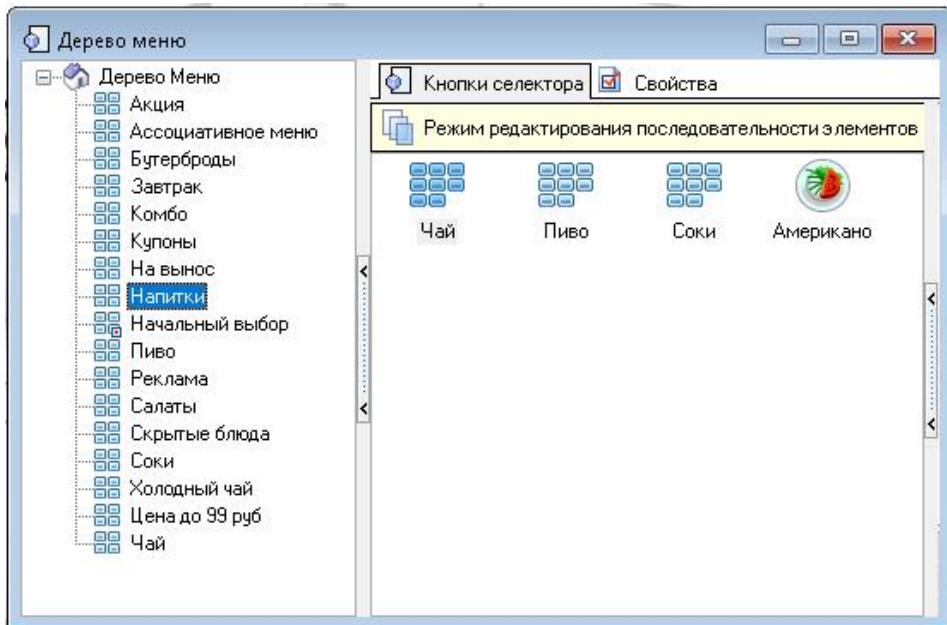 Дерево меню
Дерево Меню
Акция
Ассоциативное меню
Бутерброды
Завтрак
Комбо
Купоны
На вынос
Напитки
Начальный выбор
Пиво
Реклама
Салаты
Скрытые блюда
Соки
Холодный чай
Цена до 99 руб
Чай
Кнопки селектора Свойства
Режим редактирования последовательности элементов
Чай Пиво Соки Американо